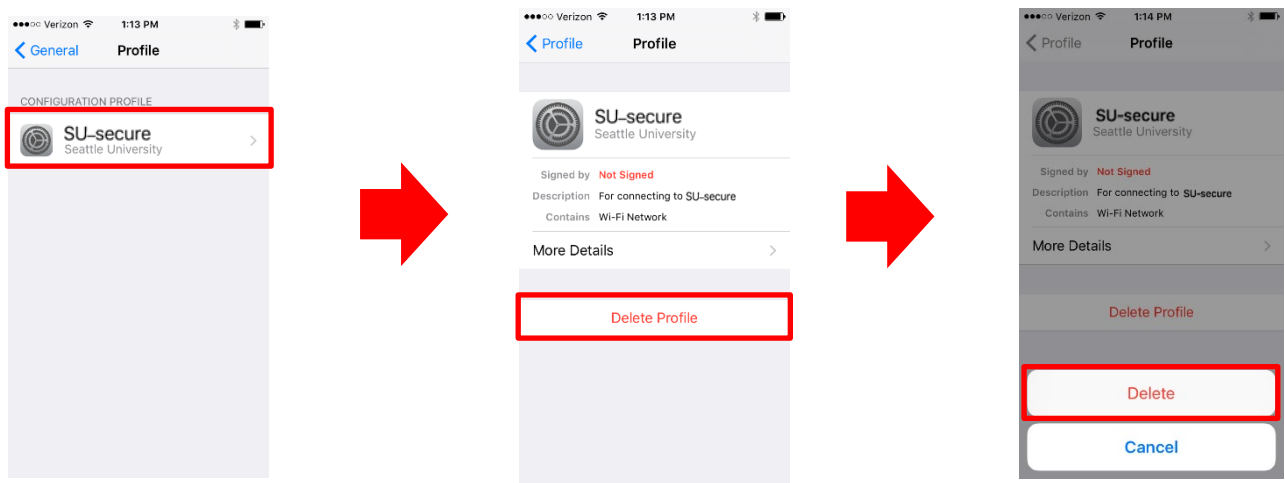 Verizon 1:13 PM
General Profile
CONFIGURATION PROFILE
SU-secure
Seattle University
Verizon 1:13 PM
Profile Profile
SU-secure
Seattle University
Signed by Not Signed
Description For connecting to SU-secure
Contains Wi-Fi Network
More Details
Delete Profile
Verizon 1:14 PM
Profile Profile
SU-secure
Seattle University
Signed by Not Signed
Description For connecting to SU-secure
Contains Wi-Fi Network
More Details
Delete Profile
Delete
Cancel